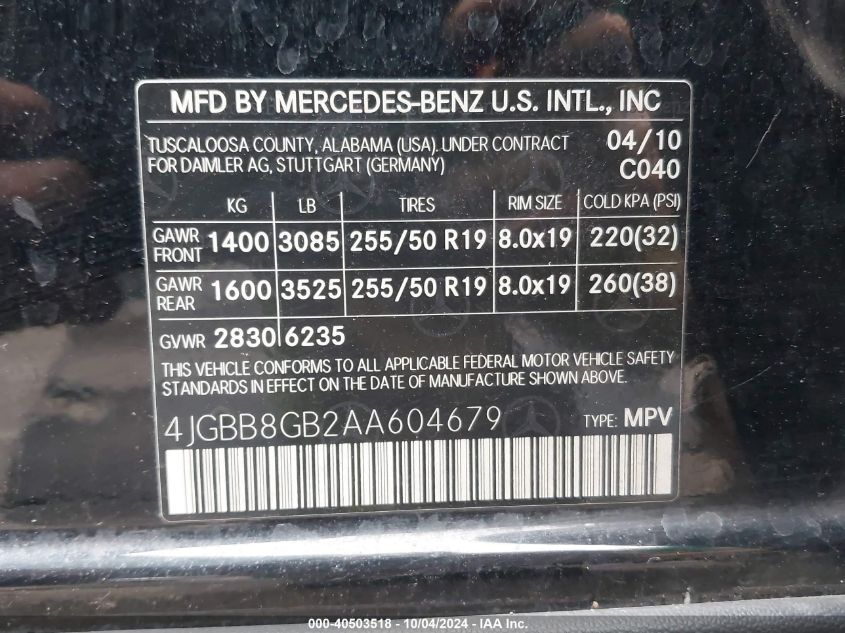 MFD BY MERCEDES-BENZ U.S. INTL., INC
TUSCALOOSA COUNTY, ALABAMA (USA). UNDER CONTRACT 04/10
FOR DAIMLER AG, STUTTGART (GERMANY) C040
KG LB TIRES RIM SIZE COLD KPA (PSI)
GAWR FRONT 1400 3085 255/50 R19 8.0x19 220(32)
GAWR REAR 1600 3525 255/50 R19 8.0x19 260(38)
GVWR 2830 6235
THIS VEHICLE CONFORMS TO ALL APPLICABLE FEDERAL MOTOR VEHICLE SAFETY
STANDARDS IN EFFECT ON THE DATE OF MANUFACTURE SHOWN ABOVE.
4JGBB8GB2AA604679 TYPE: MPV
000-40503518 - 10/04/2024 - IAA Inc.